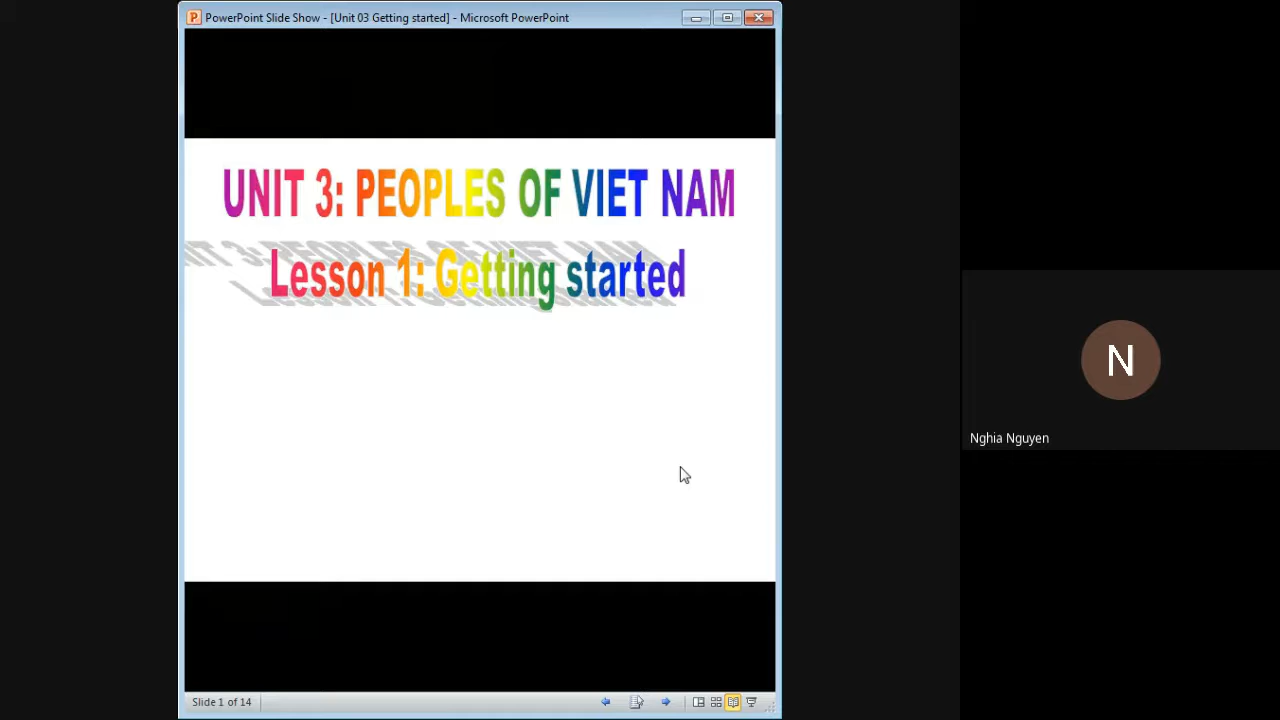 PowerPoint Slide Show - [Unit 03 Getting started] - Microsoft PowerPoint
UNIT 3: PEOPLES OF VIET NAM
Lesson 1: Getting started
N
Nghia Nguyen
Slide 1 of 14